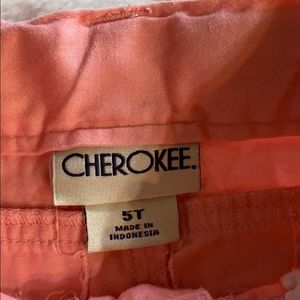 CHEROKEE.
5T
MADE IN
INDONESIA